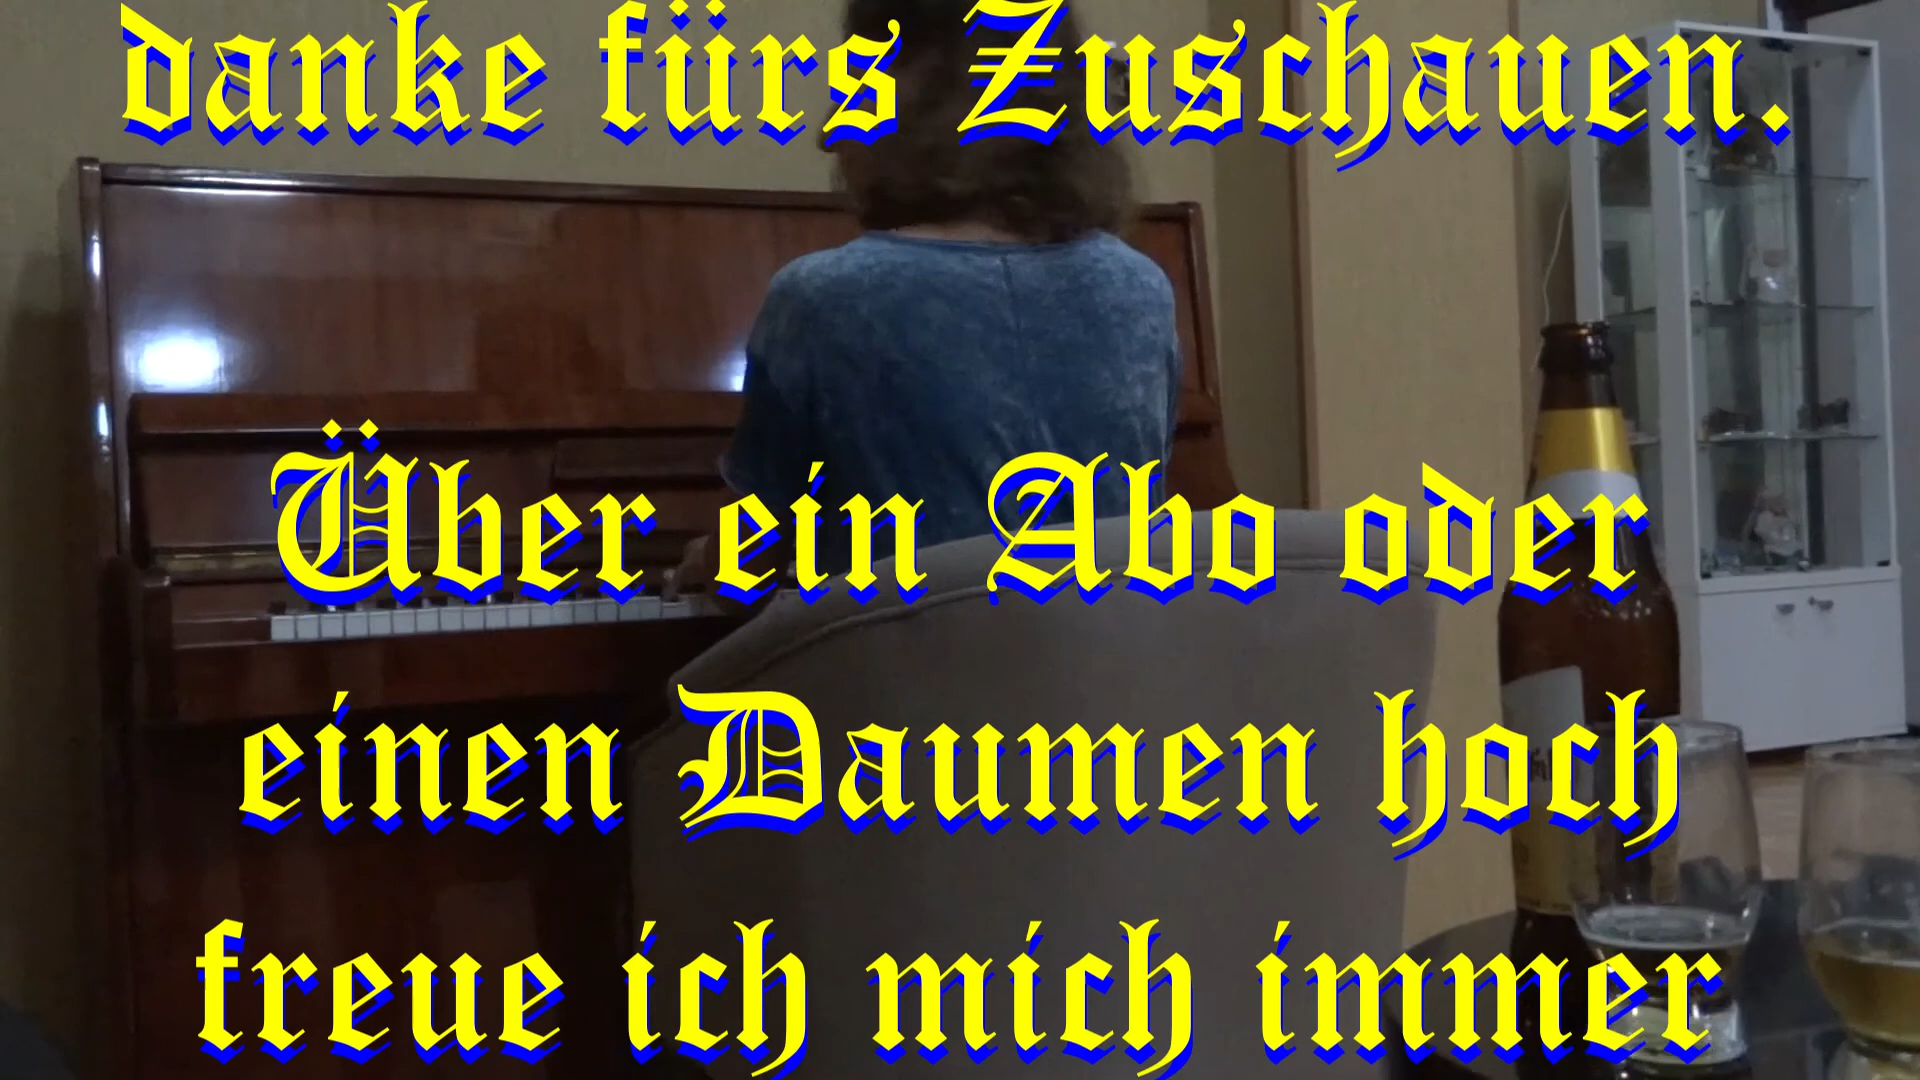 danke fürs Zuschauen.
Über ein Abo oder
einen Daumen hoch
freue ich mich immer